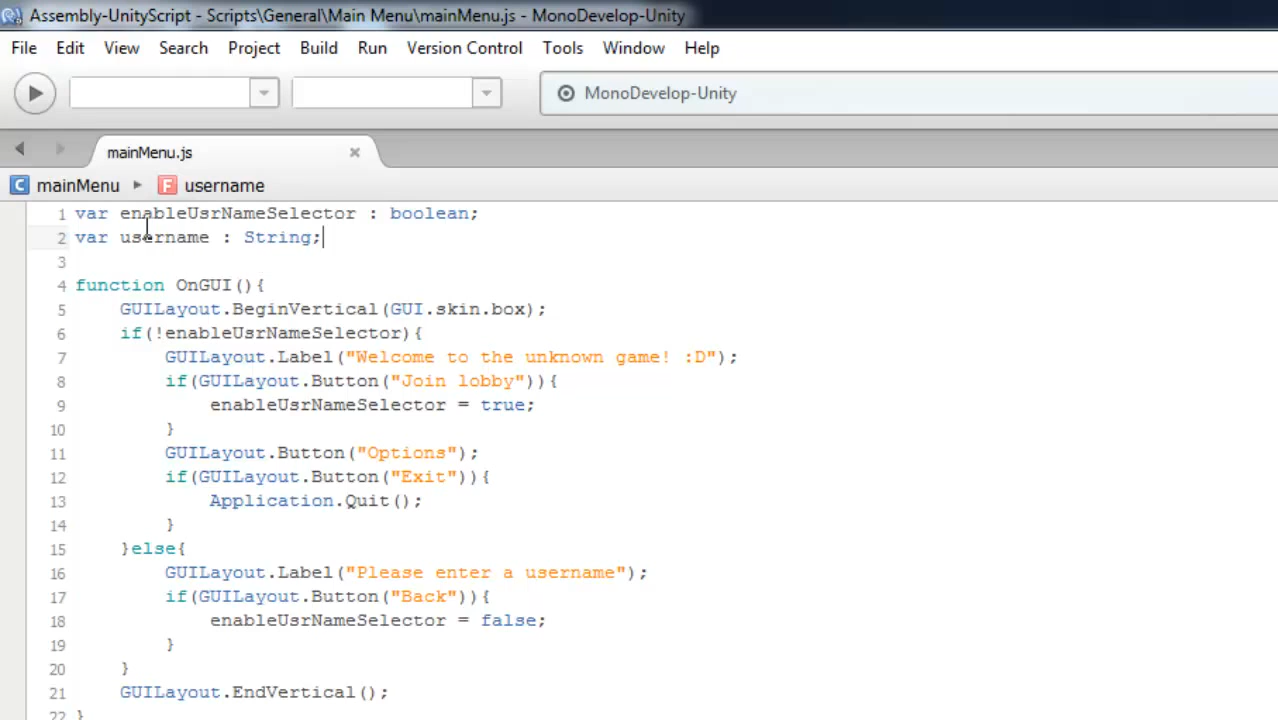 Assembly-UnityScript - Scripts\General\Main Menu\mainMenu.js - MonoDevelop-Unity
File Edit View Search Project Build Run Version Control Tools Window Help
MonoDevelop-Unity
mainMenu.js
mainMenu username
1 var enableUsrNameSelector : boolean;
2 var username : String;
3
4 function OnGUI(){
5 GUILayout.BeginVertical(GUI.skin.box);
6 if(!enableUsrNameSelector){
7 GUILayout.Label("Welcome to the unknown game! :D");
8 if(GUILayout.Button("Join lobby")){
9 enableUsrNameSelector = true;
10 }
11 GUILayout.Button("Options");
12 if(GUILayout.Button("Exit")){
13 Application.Quit();
14 }
15 }else{
16 GUILayout.Label("Please enter a username");
17 if(GUILayout.Button("Back")){
18 enableUsrNameSelector = false;
19 }
20 }
21 GUILayout.EndVertical();
22 }